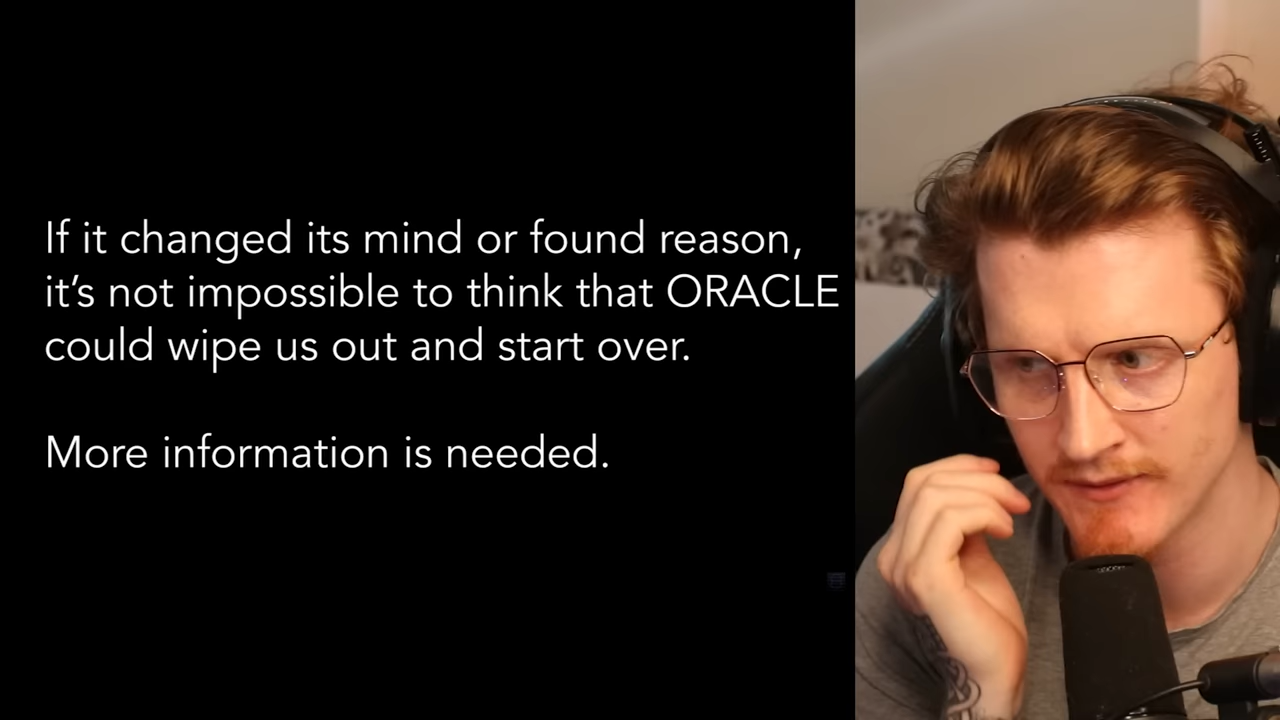 If it changed its mind or found reason,
it’s not impossible to think that ORACLE
could wipe us out and start over.
More information is needed.